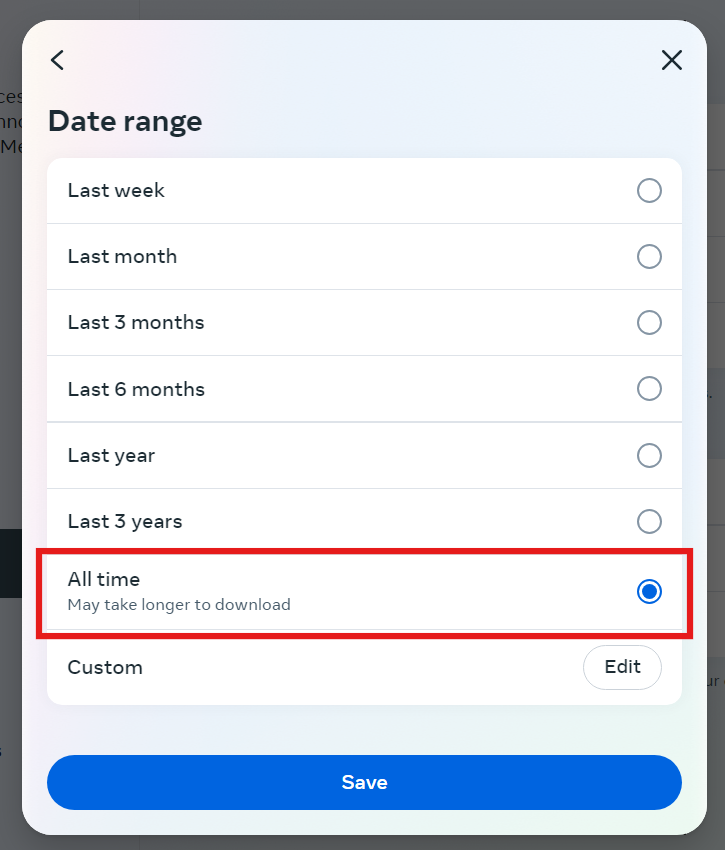 Date range
Last week
Last month
Last 3 months
Last 6 months
Last year
Last 3 years
All time
May take longer to download
Custom
Edit
Save